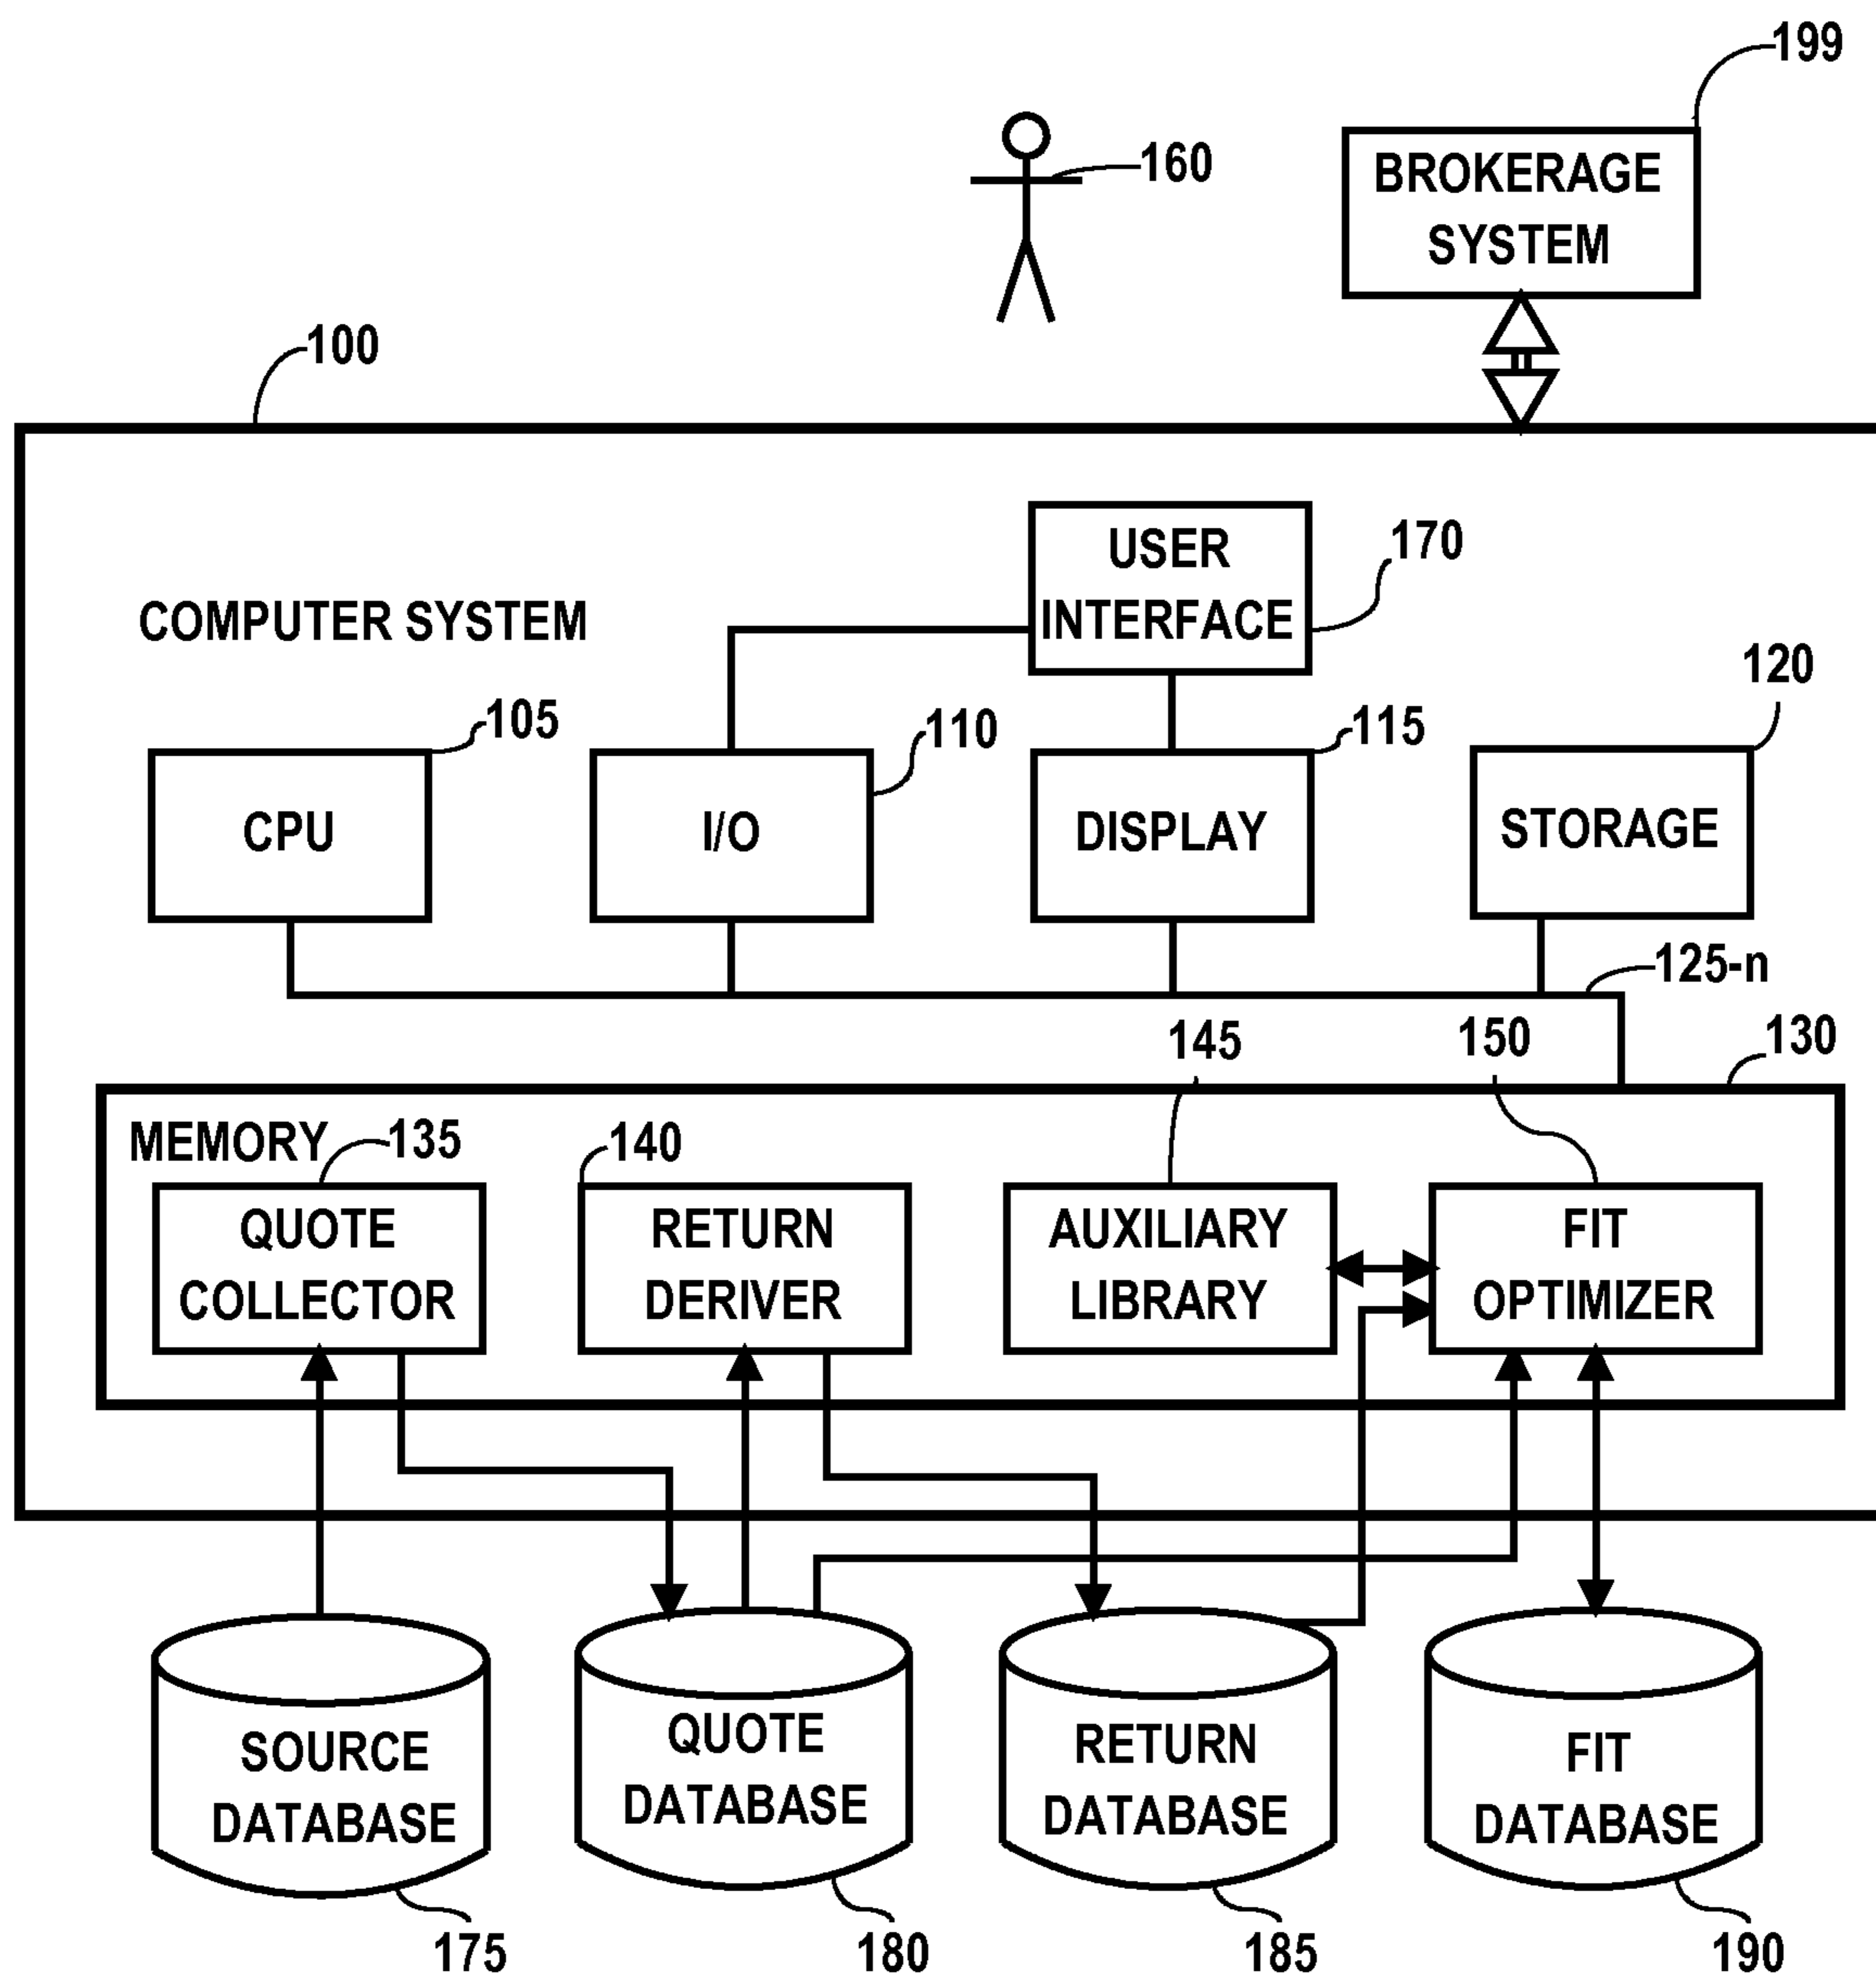 199
160
BROKERAGE
SYSTEM
100
USER
INTERFACE
170
COMPUTER SYSTEM
120
105
110
115
CPU
I/O
DISPLAY
STORAGE
125-n
145
150
130
MEMORY
135
140
QUOTE
COLLECTOR
RETURN
DERIVER
AUXILIARY
LIBRARY
FIT
OPTIMIZER
SOURCE
DATABASE
QUOTE
DATABASE
RETURN
DATABASE
FIT
DATABASE
175
180
185
190